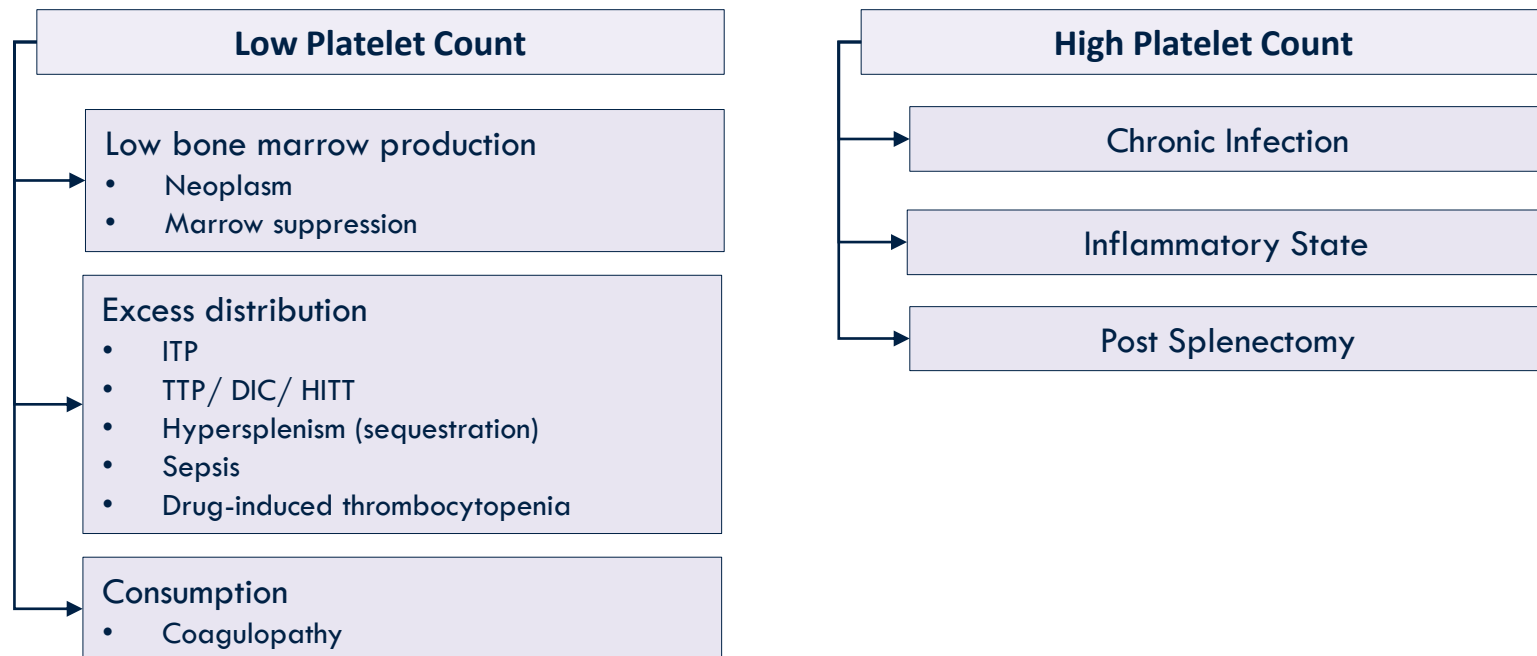 Low Platelet Count
Low bone marrow production
• Neoplasm
• Marrow suppression
Excess distribution
• ITP
• TTP/ DIC/ HITT
• Hypersplenism (sequestration)
• Sepsis
• Drug-induced thrombocytopenia
Consumption
• Coagulopathy
High Platelet Count
Chronic Infection
Inflammatory State
Post Splenectomy